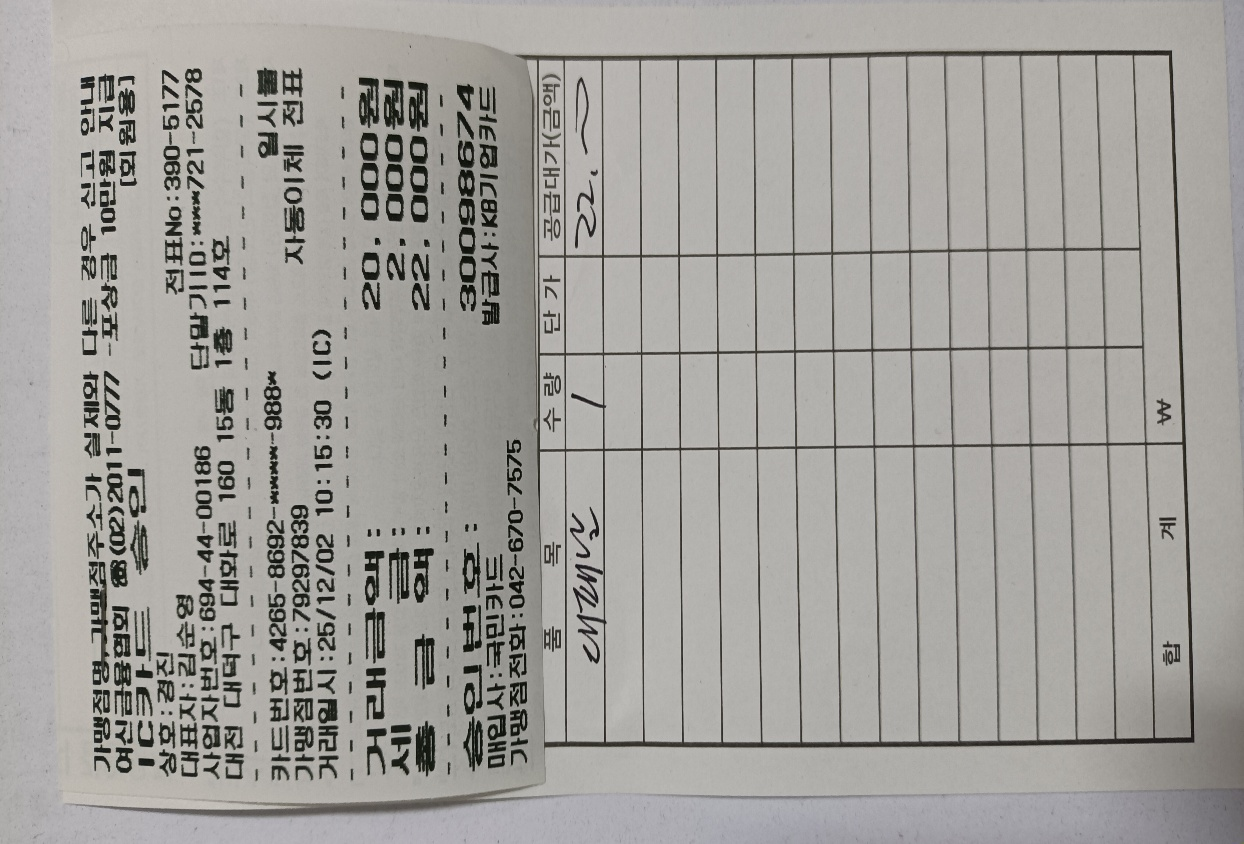 가맹점명,가맹점주소가 실제와 다른 경우 신고 안내
여신금융협회 ☎(02)2011-0777 -포상금 10만원 지급
IC카드 승인 [회원용]
상호:경진 전표No:390-5177
대표자:김순영 단말기ID:***721-2578
사업자번호:694-44-00186
대전 대덕구 대화로 160 15동 1층 114호
카드번호:4265-8692-****-988* 일시불
가맹점번호:79297839 자동이체 전표
거래일시:25/12/02 10:15:30 (IC)
거래금액: 20,000원
세 금: 2,000원
총 금 액: 22,000원
승인번호: 30098674
매입사:국민카드 발급사:KB기업카드
가맹점전화:042-670-7575
품 목 수 량 단 가 공급대가(금액)
1 22.
합 계 ₩